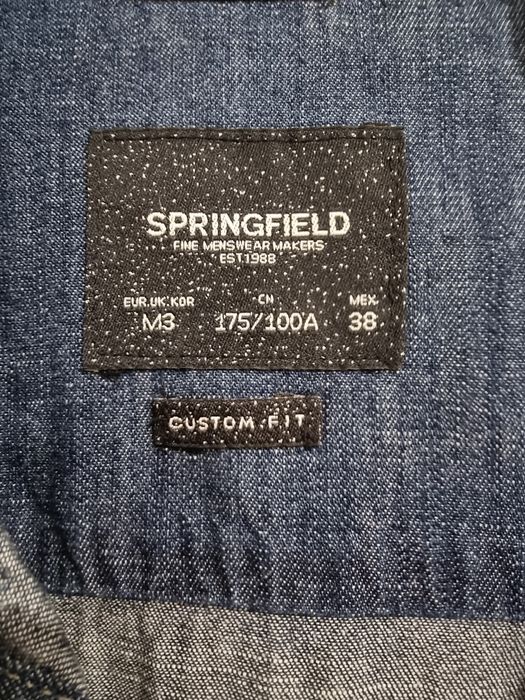 SPRINGFIELD
FINE MENSWEAR MAKERS
EST.1988
EUR.UK.KOR CN MEX.
M3 175/100A 38
CUSTOM FIT